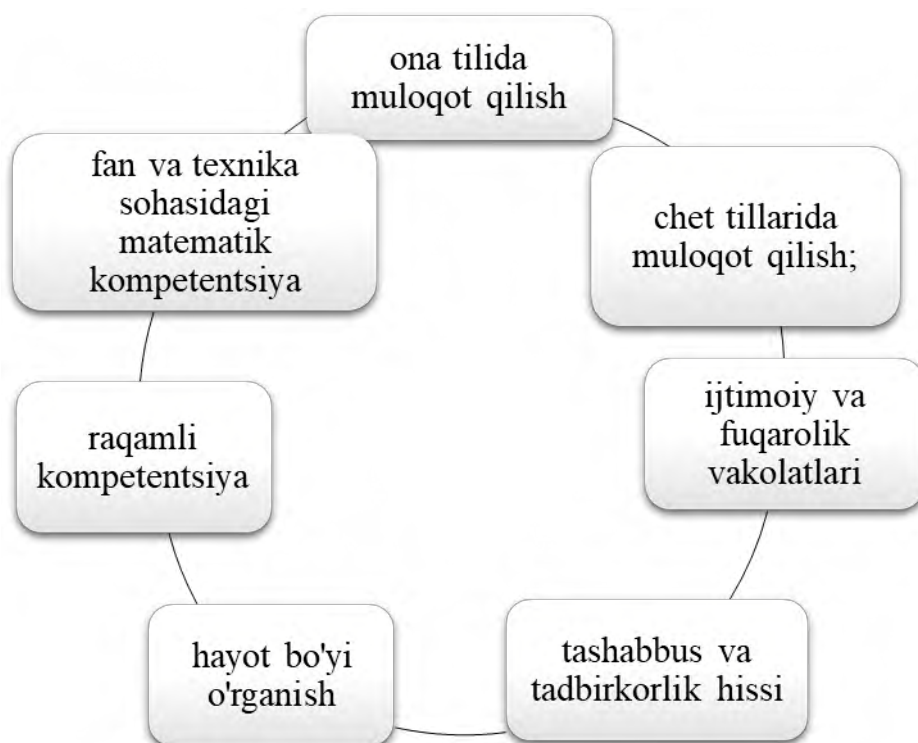 ona tilida
muloqot qilish
chet tillarida
muloqot qilish;
ijtimoiy va
fuqarolik
vakolatlari
tashabbus va
tadbirkorlik hissi
hayot bo'yi
o'rganish
raqamli
kompetentsiya
fan va texnika
sohasidagi
matematik
kompetentsiya